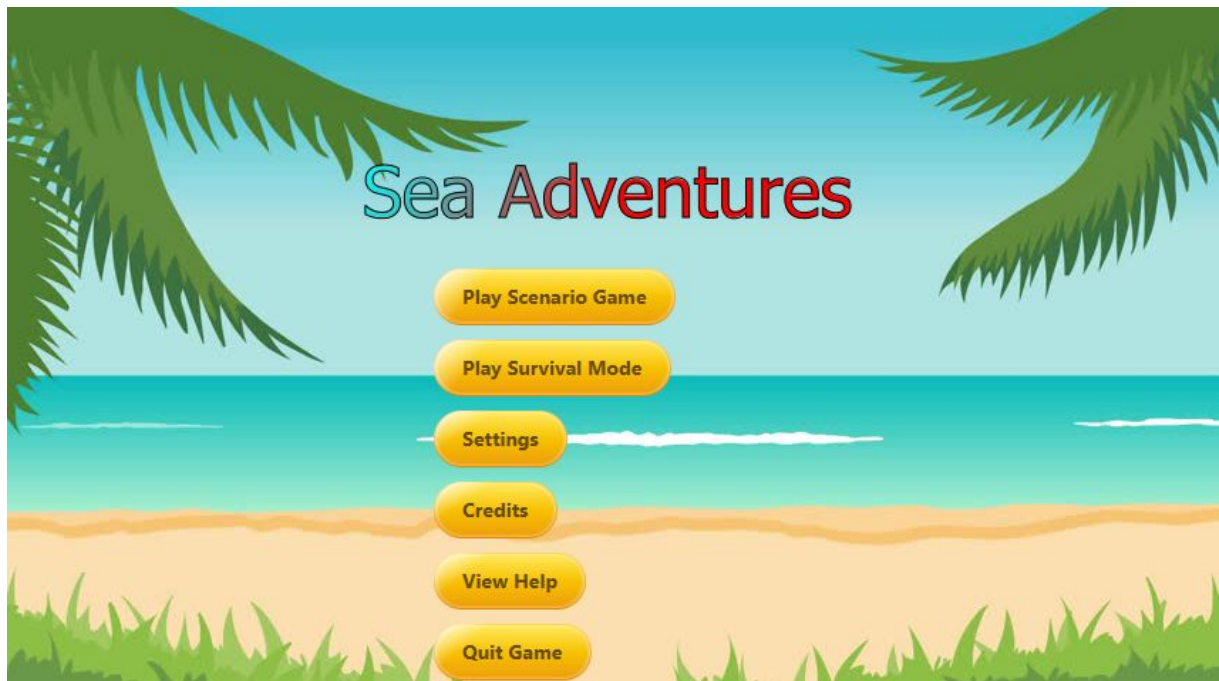 Sea Adventures
Play Scenario Game
Play Survival Mode
Settings
Credits
View Help
Quit Game